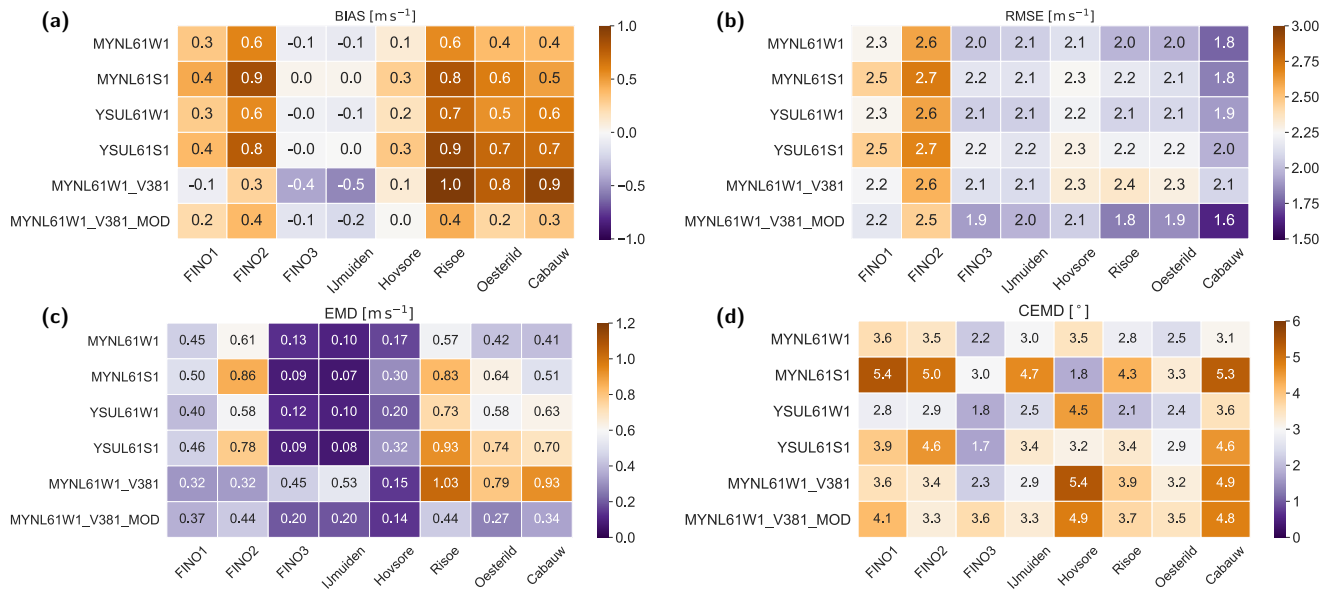 (a)
BIAS [m s⁻¹]
MYNL61W1 0.3 0.6 -0.1 -0.1 0.1 0.6 0.4 0.4
MYNL61S1 0.4 0.9 0.0 0.0 0.3 0.8 0.6 0.5
YSUL61W1 0.3 0.6 -0.0 -0.1 0.2 0.7 0.5 0.6
YSUL61S1 0.4 0.8 -0.0 0.0 0.3 0.9 0.7 0.7
MYNL61W1_V381 -0.1 0.3 -0.4 -0.5 0.1 1.0 0.8 0.9
MYNL61W1_V381_MOD 0.2 0.4 -0.1 -0.2 0.0 0.4 0.2 0.3
FINO1 FINO2 FINO3 IJmuiden Hovsore Risoe Oesterild Cabauw
1.0
0.5
0.0
−0.5
−1.0
(b)
RMSE [m s⁻¹]
MYNL61W1 2.3 2.6 2.0 2.1 2.1 2.0 2.0 1.8
MYNL61S1 2.5 2.7 2.2 2.1 2.3 2.2 2.1 1.8
YSUL61W1 2.3 2.6 2.1 2.1 2.2 2.1 2.1 1.9
YSUL61S1 2.5 2.7 2.2 2.2 2.3 2.2 2.2 2.0
MYNL61W1_V381 2.2 2.6 2.1 2.1 2.3 2.4 2.3 2.1
MYNL61W1_V381_MOD 2.2 2.5 1.9 2.0 2.1 1.8 1.9 1.6
FINO1 FINO2 FINO3 IJmuiden Hovsore Risoe Oesterild Cabauw
3.00
2.75
2.50
2.25
2.00
1.75
1.50
(c)
EMD [m s⁻¹]
MYNL61W1 0.45 0.61 0.13 0.10 0.17 0.57 0.42 0.41
MYNL61S1 0.50 0.86 0.09 0.07 0.30 0.83 0.64 0.51
YSUL61W1 0.40 0.58 0.12 0.10 0.20 0.73 0.58 0.63
YSUL61S1 0.46 0.78 0.09 0.08 0.32 0.93 0.74 0.70
MYNL61W1_V381 0.32 0.32 0.45 0.53 0.15 1.03 0.79 0.93
MYNL61W1_V381_MOD 0.37 0.44 0.20 0.20 0.14 0.44 0.27 0.34
FINO1 FINO2 FINO3 IJmuiden Hovsore Risoe Oesterild Cabauw
1.2
1.0
0.8
0.6
0.4
0.2
0.0
(d)
CEMD [°]
MYNL61W1 3.6 3.5 2.2 3.0 3.5 2.8 2.5 3.1
MYNL61S1 5.4 5.0 3.0 4.7 1.8 4.3 3.3 5.3
YSUL61W1 2.8 2.9 1.8 2.5 4.5 2.1 2.4 3.6
YSUL61S1 3.9 4.6 1.7 3.4 3.2 3.4 2.9 4.6
MYNL61W1_V381 3.6 3.4 2.3 2.9 5.4 3.9 3.2 4.9
MYNL61W1_V381_MOD 4.1 3.3 3.6 3.3 4.9 3.7 3.5 4.8
FINO1 FINO2 FINO3 IJmuiden Hovsore Risoe Oesterild Cabauw
6
5
4
3
2
1
0